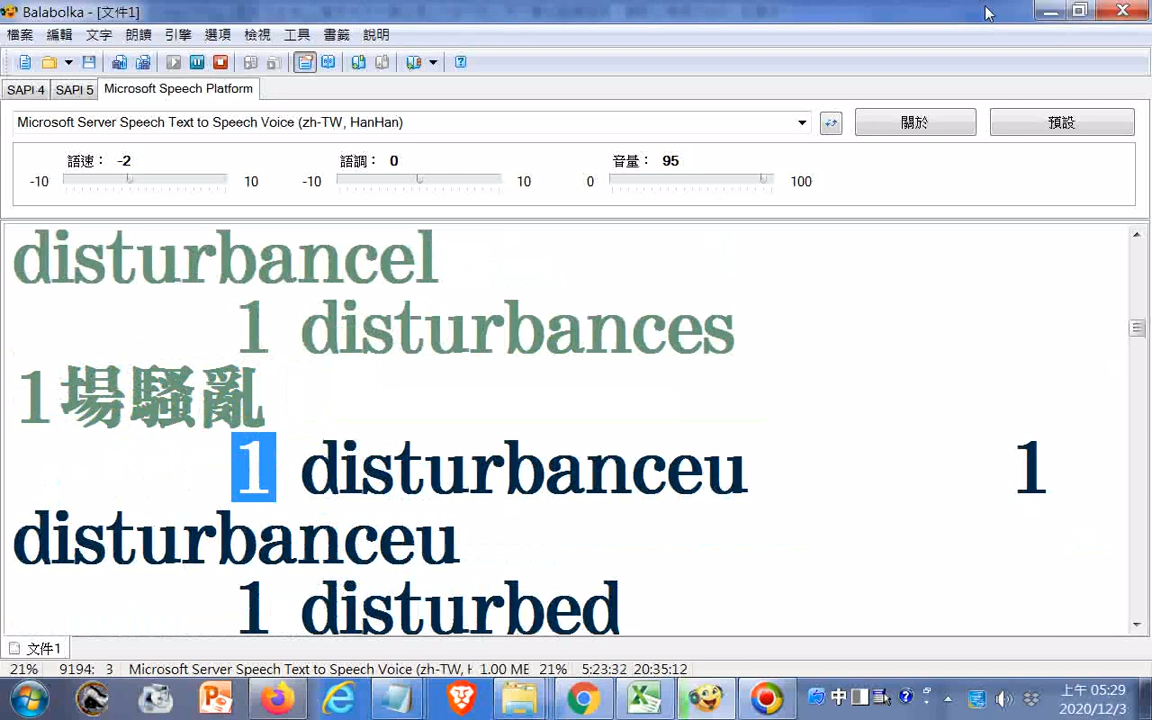 Balabolka - [文件1]
檔案 編輯 文字 朗讀 引擎 選項 檢視 工具 書籤 說明
SAPI 4 SAPI 5 Microsoft Speech Platform
Microsoft Server Speech Text to Speech Voice (zh-TW, HanHan) 關於 預設
語速： -2 語調： 0 音量： 95
-10 10 -10 10 0 100
disturbancel
1 disturbances
1場騷亂
1 disturbanceu 1
disturbanceu
1 disturbed
文件1
21% 9194: 3 Microsoft Server Speech Text to Speech Voice (zh-TW, H 1.00 ME 21% 5:23:32 20:35:12
中 上午 05:29
2020/12/3